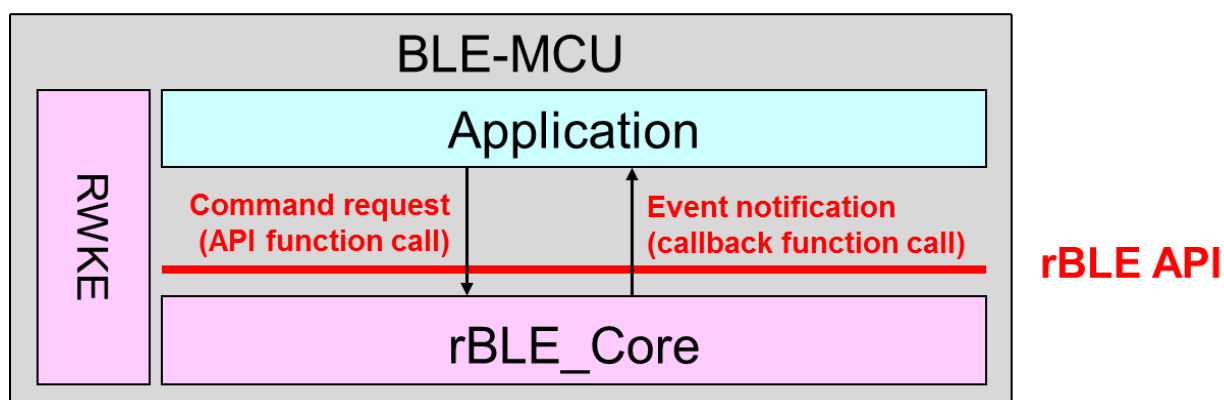 BLE-MCU
Application
RWKE
Command request
(API function call)
Event notification
(callback function call)
rBLE API
rBLE_Core